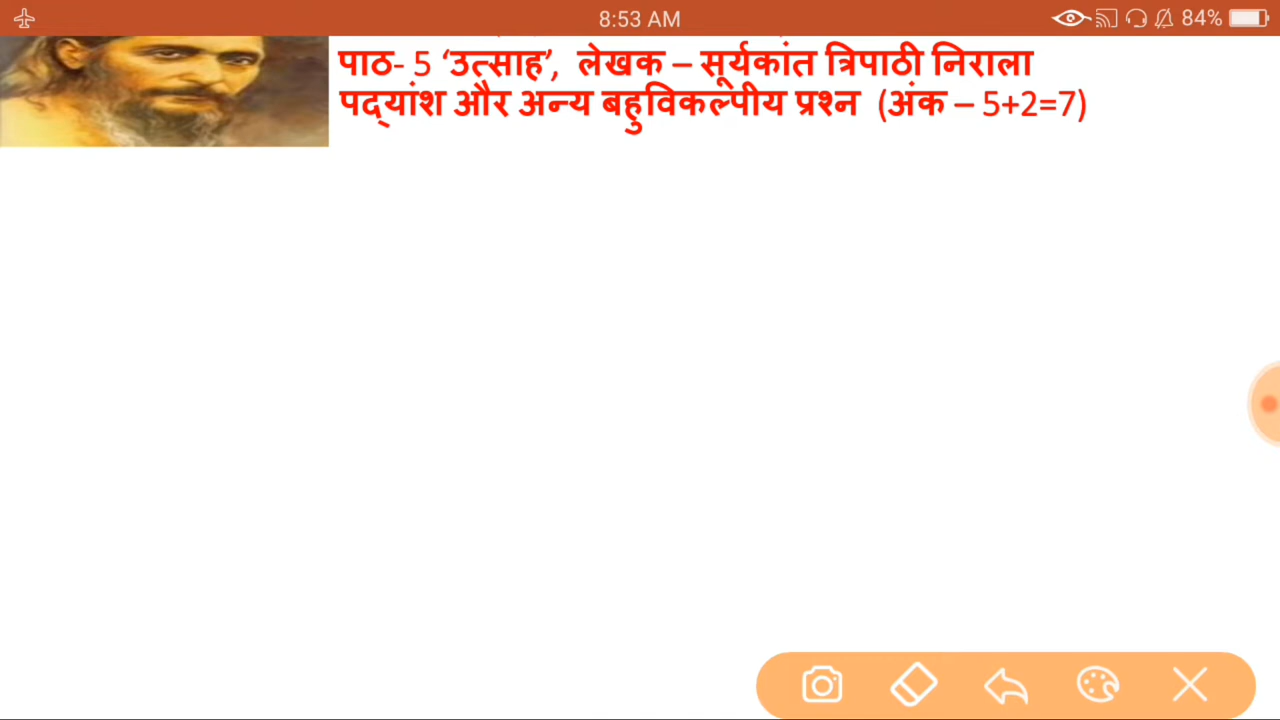 8:53 AM
84%
पाठ- 5 ‘उत्साह’, लेखक – सूर्यकांत त्रिपाठी निराला
पद्यांश और अन्य बहुविकल्पीय प्रश्न (अंक – 5+2=7)